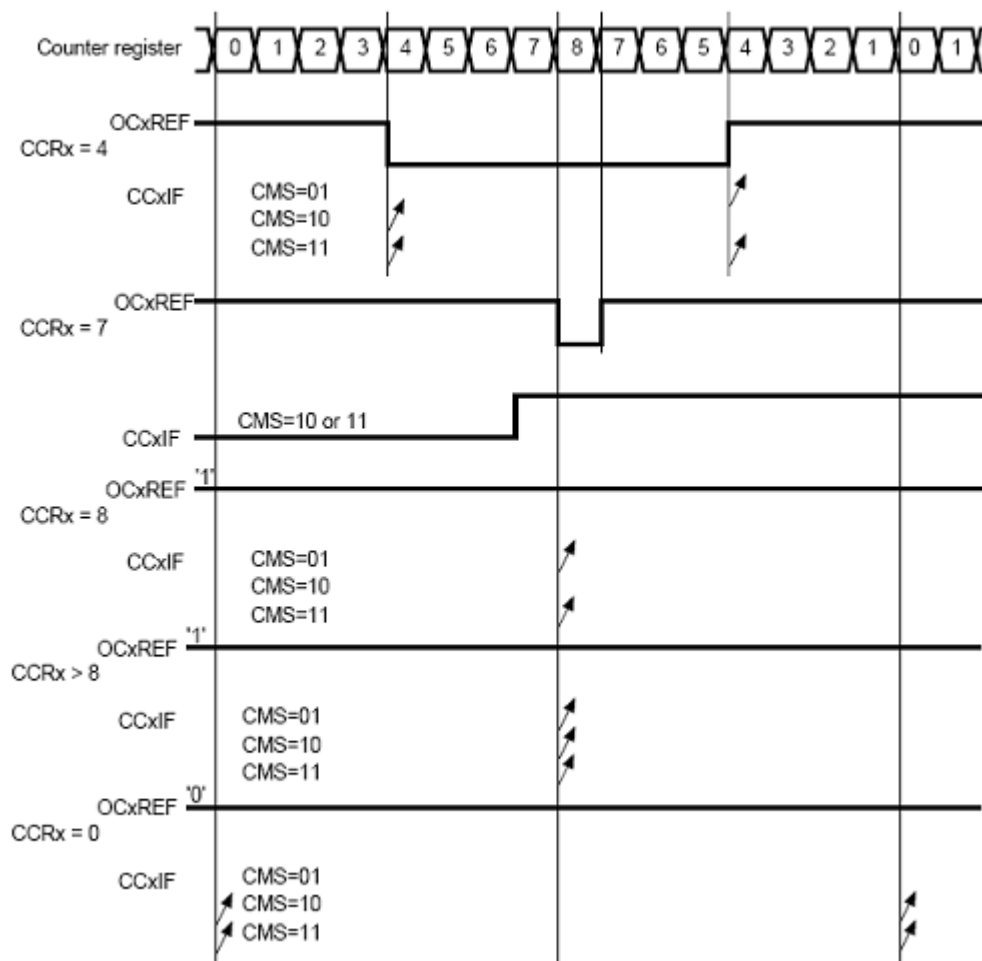 Counter register 0 1 2 3 4 5 6 7 8 7 6 5 4 3 2 1 0 1
OCxREF
CCRx = 4
CCxIF
CMS=01
CMS=10
CMS=11
OCxREF
CCRx = 7
CMS=10 or 11
CCxIF
OCxREF '1'
CCRx = 8
CCxIF
CMS=01
CMS=10
CMS=11
OCxREF '1'
CCRx > 8
CCxIF
CMS=01
CMS=10
CMS=11
OCxREF '0'
CCRx = 0
CCxIF
CMS=01
CMS=10
CMS=11